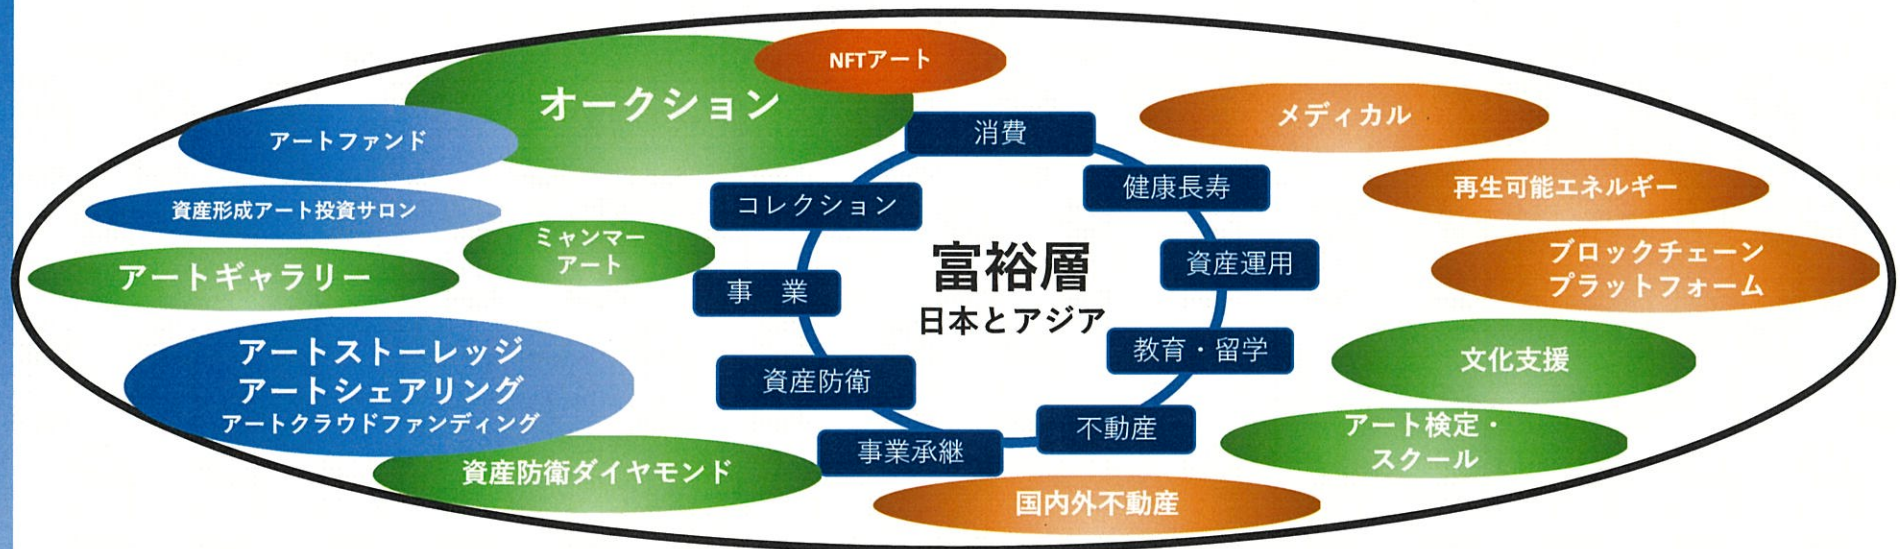 NFTアート
オークション
メディカル
アートファンド
消費
再生可能エネルギー
健康長寿
資産形成アート投資サロン
コレクション
ミャンマー
アート
ブロックチェーン
プラットフォーム
アートギャラリー
富裕層
日本とアジア
資産運用
事　業
アートストーレッジ
アートシェアリング
アートクラウドファンディング
教育・留学
文化支援
資産防衛
不動産
アート検定・
スクール
事業承継
資産防衛ダイヤモンド
国内外不動産